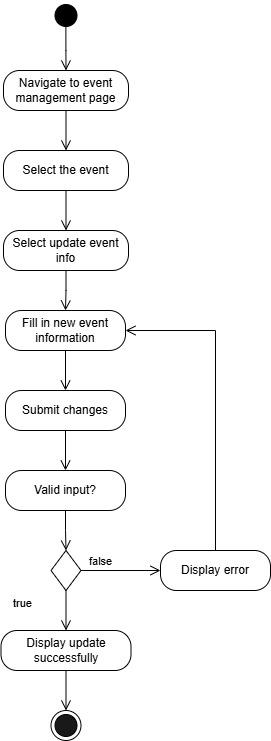 Navigate to event
management page
Select the event
Select update event
info
Fill in new event
information
Submit changes
Valid input?
false
Display error
true
Display update
successfully